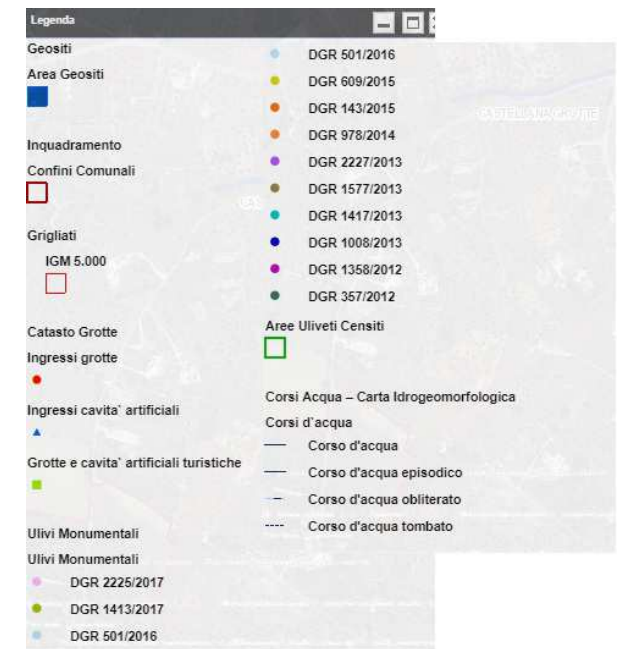 Legenda
Geositi
Area Geositi
Inquadramento
Confini Comunali
Grigliati
IGM 5.000
Catasto Grotte
Ingressi grotte
Ingressi cavita` artificiali
Grotte e cavita` artificiali turistiche
Ulivi Monumentali
Ulivi Monumentali
DGR 2225/2017
DGR 1413/2017
DGR 501/2016
DGR 501/2016
DGR 609/2015
DGR 143/2015
DGR 978/2014
DGR 2227/2013
DGR 1577/2013
DGR 1417/2013
DGR 1008/2013
DGR 1358/2012
DGR 357/2012
Aree Uliveti Censiti
Corsi Acqua – Carta Idrogeomorfologica
Corsi d`acqua
Corso d'acqua
Corso d'acqua episodico
Corso d'acqua obliterato
Corso d'acqua tombato
CASTELLANA GROTTE